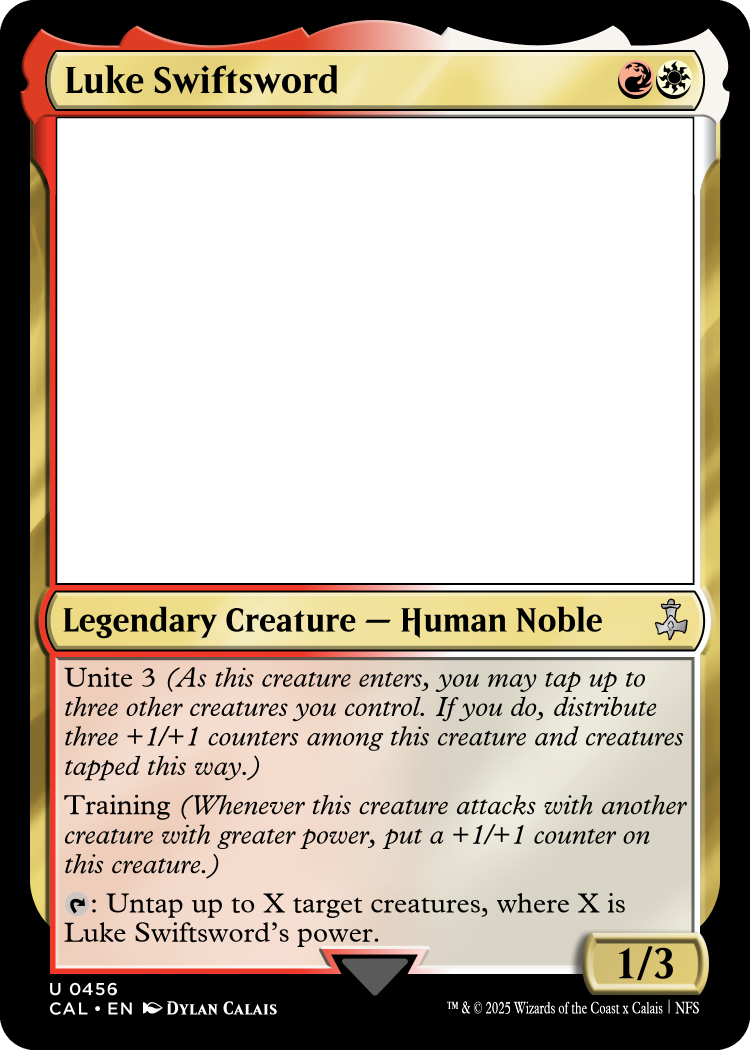 Luke Swiftsword
Legendary Creature — Human Noble
Unite 3 (As this creature enters, you may tap up to
three other creatures you control. If you do, distribute
three +1/+1 counters among this creature and creatures
tapped this way.)
Training (Whenever this creature attacks with another
creature with greater power, put a +1/+1 counter on
this creature.)
: Untap up to X target creatures, where X is
Luke Swiftsword's power.
1/3
U 0456
CAL • EN Dylan Calais
™ & © 2025 Wizards of the Coast x Calais | NFS